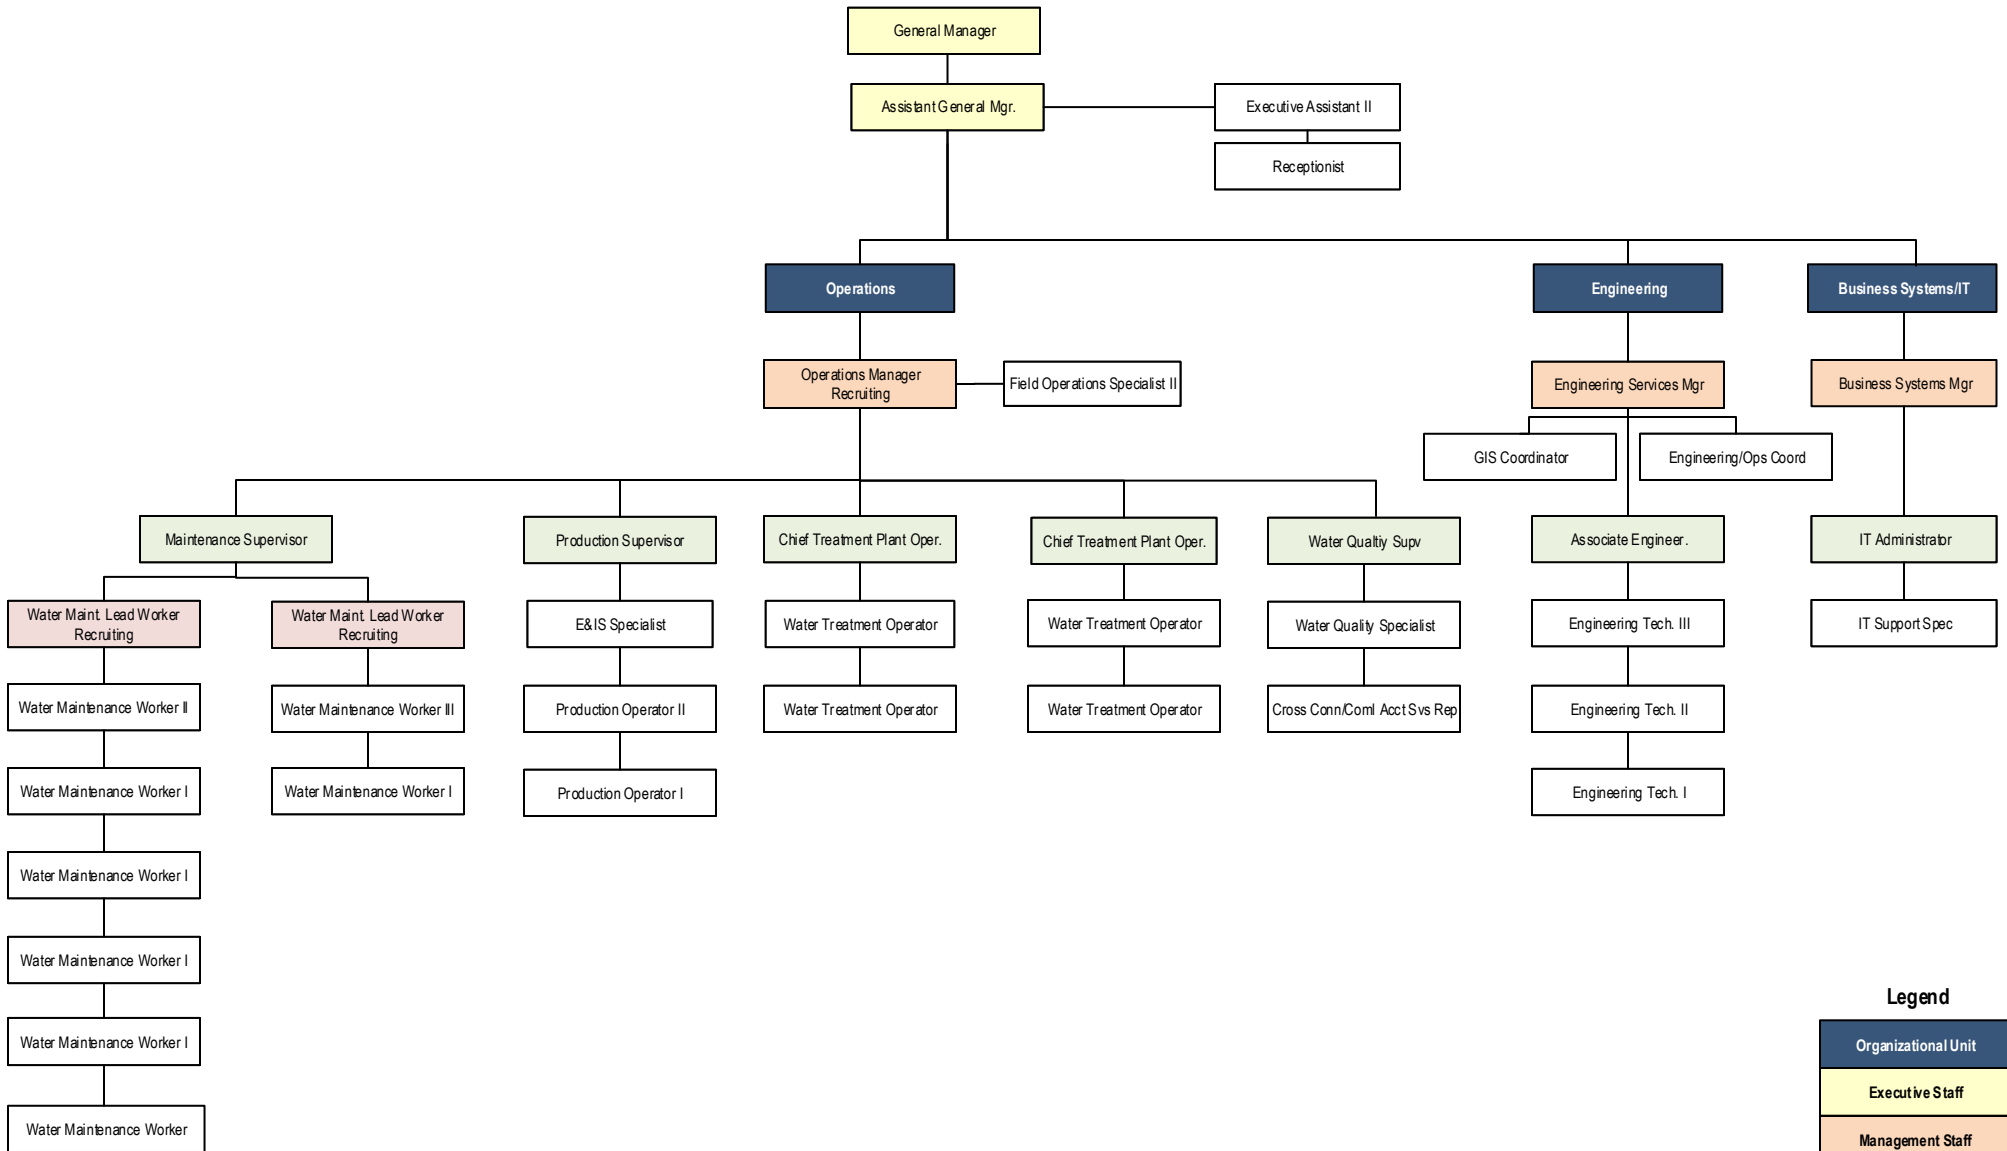 General Manager
Assistant General Mgr.
Executive Assistant II
Receptionist
Operations
Engineering
Business Systems/IT
Operations Manager
Recruiting
Field Operations Specialist II
Engineering Services Mgr
Business Systems Mgr
GIS Coordinator
Engineering/Ops Coord
Maintenance Supervisor
Production Supervisor
Chief Treatment Plant Oper.
Chief Treatment Plant Oper.
Water Qualtiy Supv
Associate Engineer.
IT Administrator
Water Maint. Lead Worker
Recruiting
Water Maint. Lead Worker
Recruiting
E&IS Specialist
Water Treatment Operator
Water Treatment Operator
Water Quality Specialist
Engineering Tech. III
IT Support Spec
Water Maintenance Worker II
Water Maintenance Worker III
Production Operator II
Water Treatment Operator
Water Treatment Operator
Cross Conn/Coml Acct Svs Rep
Engineering Tech. II
Water Maintenance Worker I
Water Maintenance Worker I
Production Operator I
Engineering Tech. I
Water Maintenance Worker I
Water Maintenance Worker I
Water Maintenance Worker I
Water Maintenance Worker
Legend
Organizational Unit
Executive Staff
Management Staff